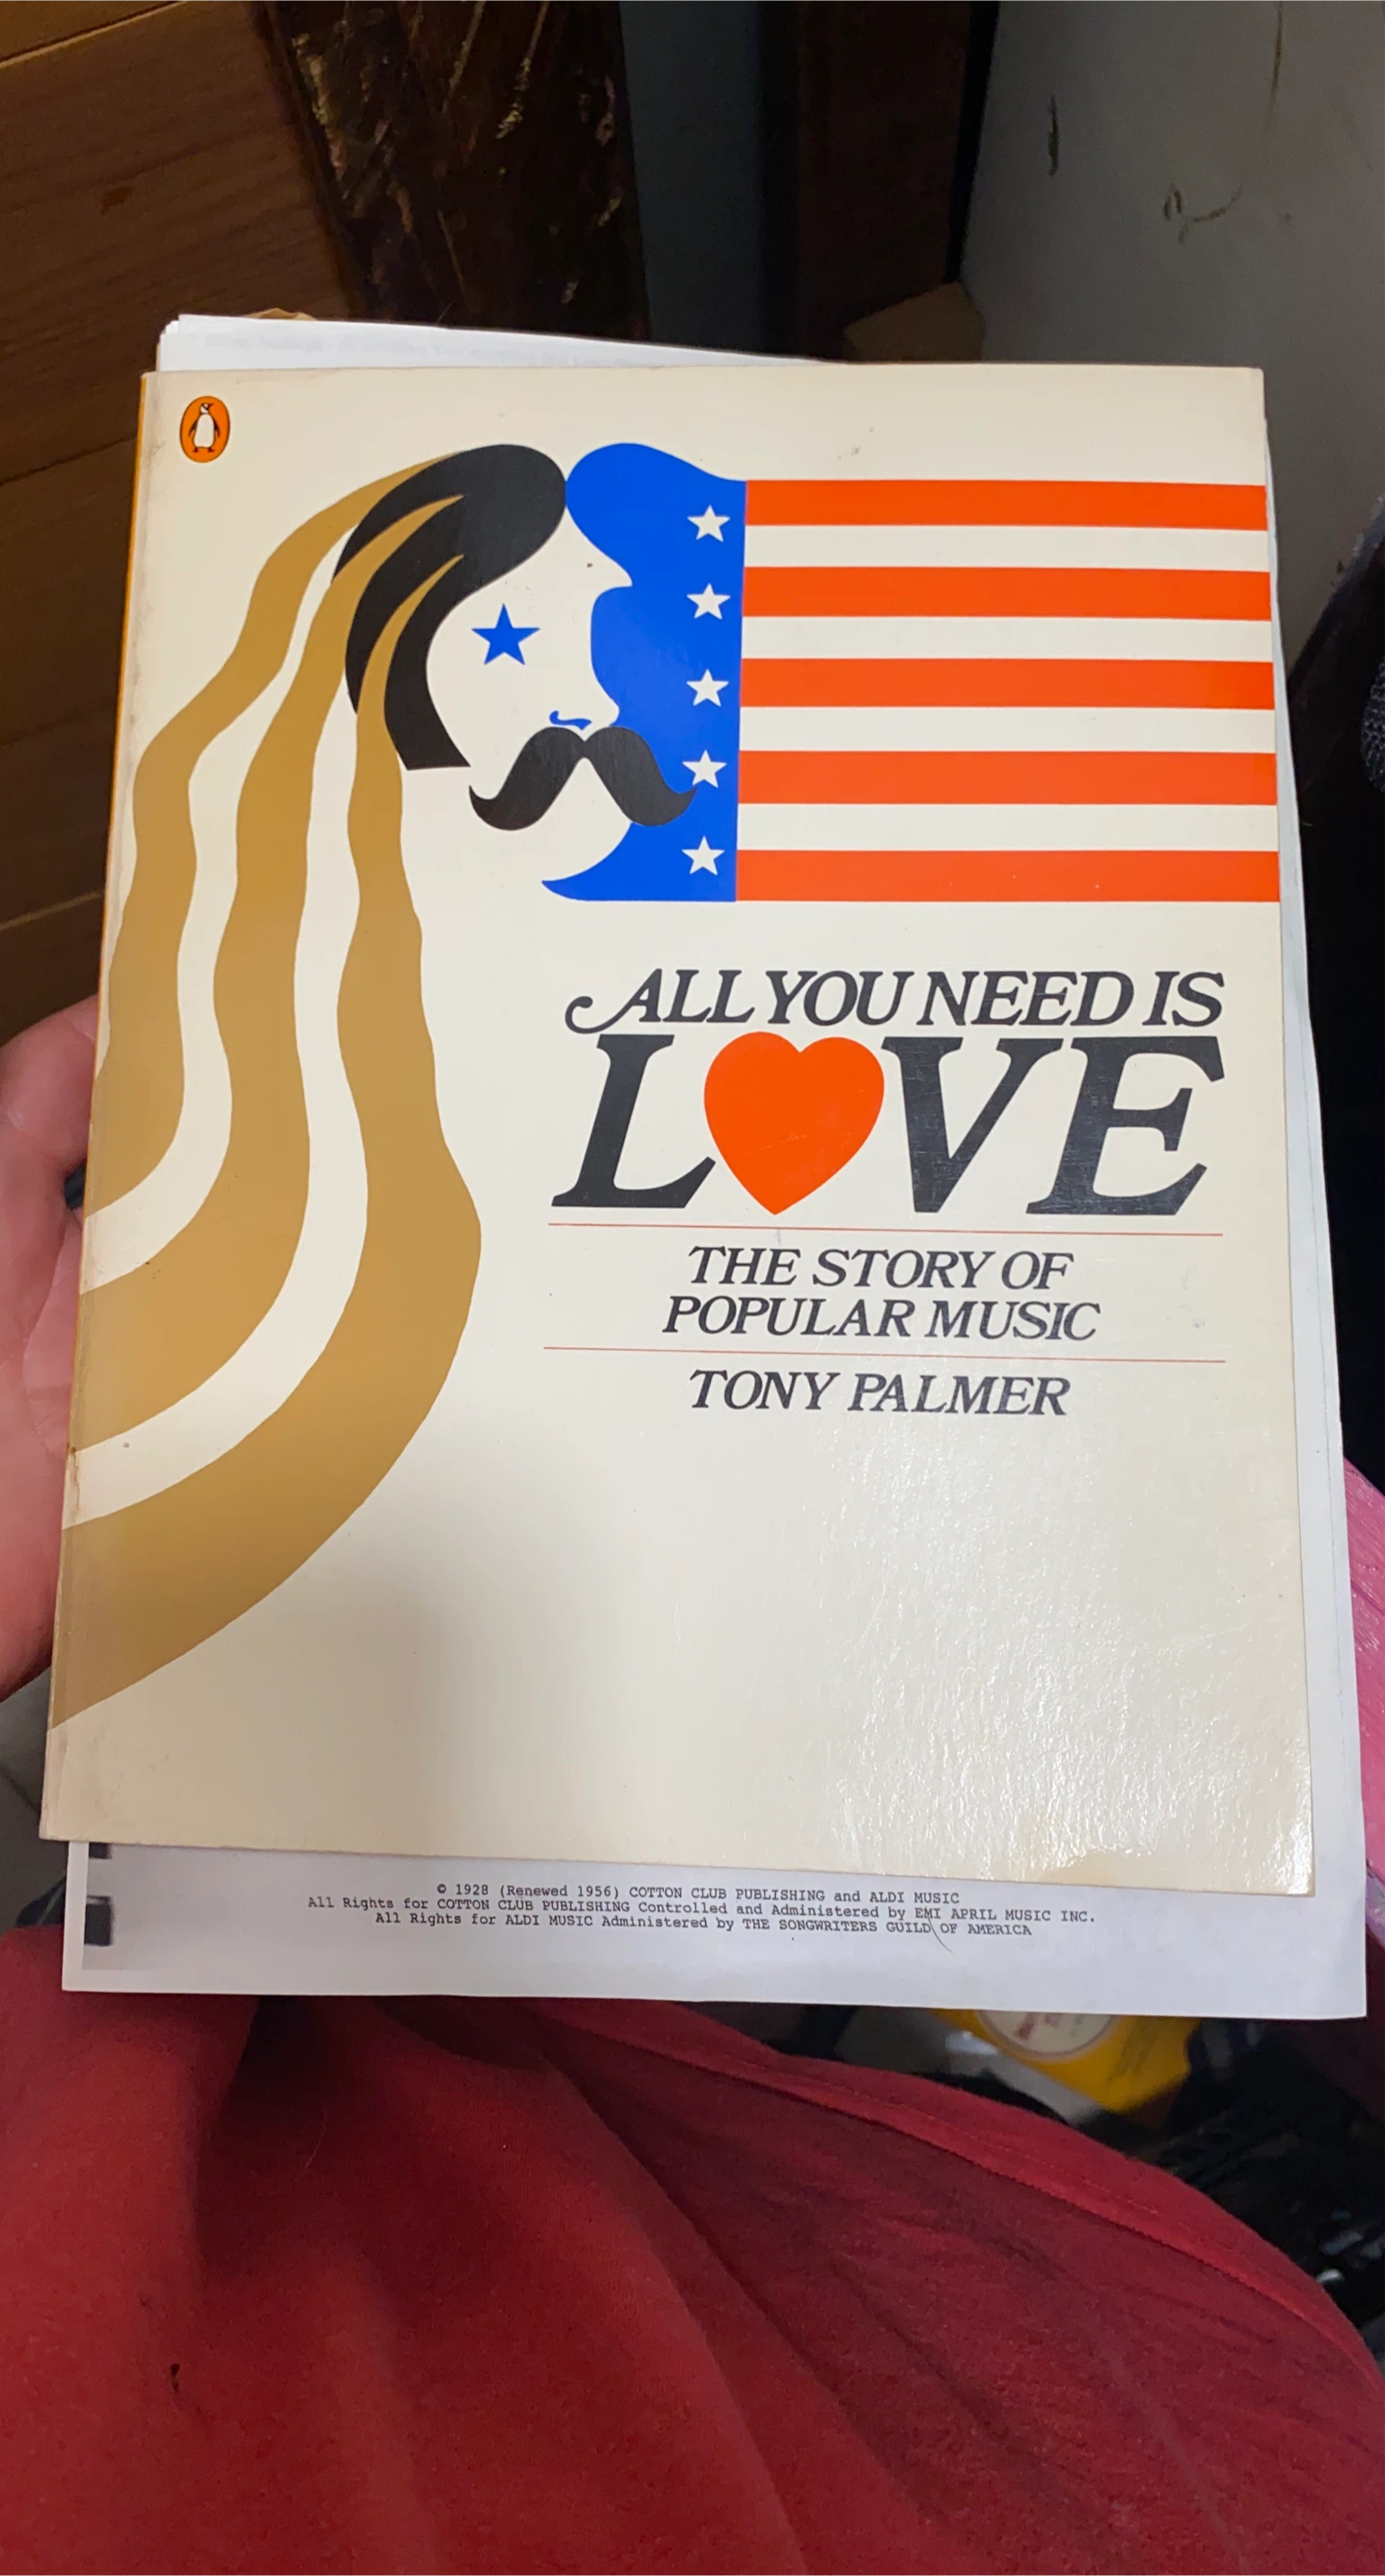 ALL YOU NEED IS
LOVE
THE STORY OF
POPULAR MUSIC
TONY PALMER
© 1928 (Renewed 1956) COTTON CLUB PUBLISHING and ALDI MUSIC
All Rights for COTTON CLUB PUBLISHING Controlled and Administered by EMI APRIL MUSIC INC.
All Rights for ALDI MUSIC Administered by THE SONGWRITERS GUILD OF AMERICA